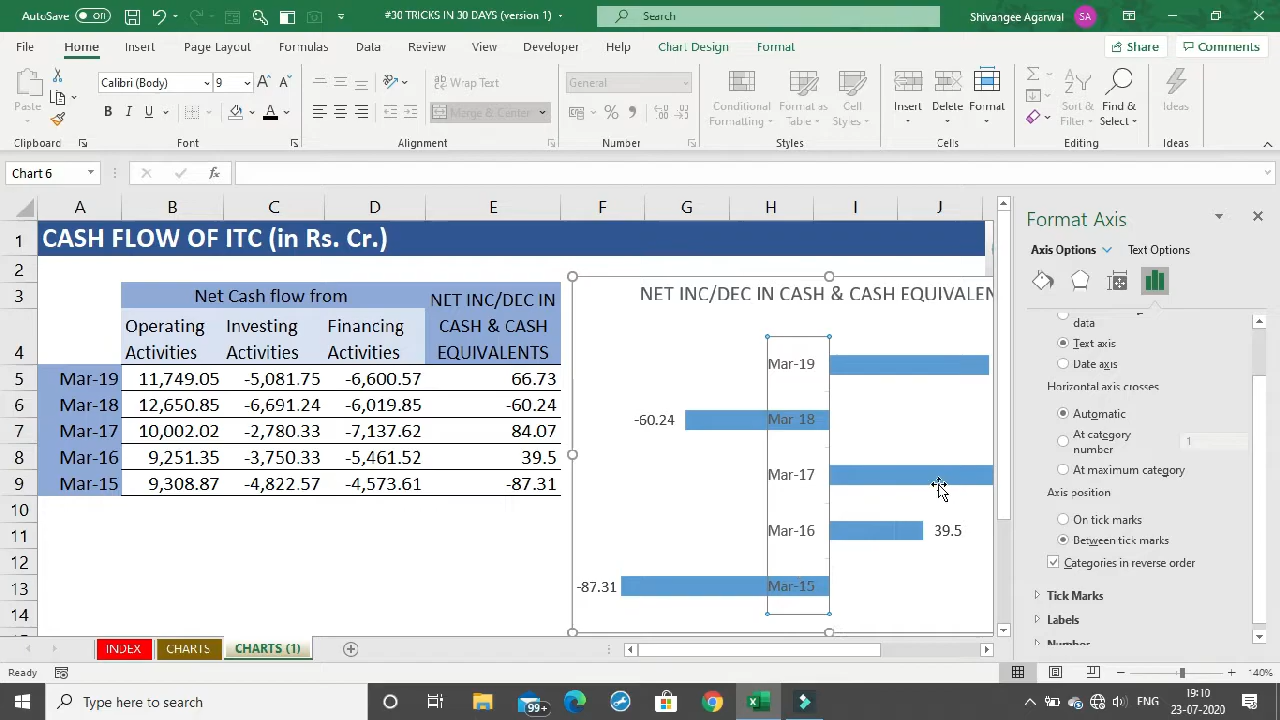 AutoSave Off #30 TRICKS IN 30 DAYS (version 1) Search Shivangee Agarwal SA
File Home Insert Page Layout Formulas Data Review View Developer Help Chart Design Format Share Comments
Paste Calibri (Body) 9 A A ab Wrap Text General Conditional Formatting Format as Table Cell Styles Insert Delete Format Sort & Filter Find & Select Ideas
B I U A Merge & Center %
Clipboard Font Alignment Number Styles Cells Editing Ideas
Chart 6 fx
A B C D E F G H I J
1 CASH FLOW OF ITC (in Rs. Cr.)
2
3 Net Cash flow from NET INC/DEC IN CASH & CASH EQUIVALENTS
4 Operating Activities Investing Activities Financing Activities
5 Mar-19 11,749.05 -5,081.75 -6,600.57 66.73
6 Mar-18 12,650.85 -6,691.24 -6,019.85 -60.24
7 Mar-17 10,002.02 -2,780.33 -7,137.62 84.07
8 Mar-16 9,251.35 -3,750.33 -5,461.52 39.5
9 Mar-15 9,308.87 -4,822.57 -4,573.61 -87.31
10
11
12
13
14
NET INC/DEC IN CASH & CASH EQUIVALEN
Mar-19
-60.24 Mar-18
Mar-17
Mar-16 39.5
-87.31 Mar-15
Format Axis
Axis Options Text Options
data
Text axis
Date axis
Horizontal axis crosses
Automatic
At category number 1
At maximum category
Axis position
On tick marks
Between tick marks
Categories in reverse order
Tick Marks
Labels
INDEX CHARTS CHARTS (1)
Ready 140%
Type here to search 99+ ENG 19:10
23-07-2020